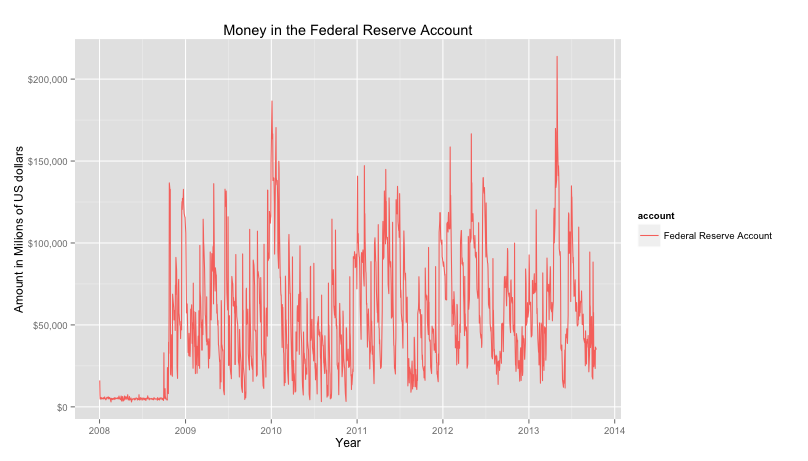 Money in the Federal Reserve Account
Amount in Milions of US dollars
$200,000
$150,000
$100,000
$50,000
$0
2008 2009 2010 2011 2012 2013 2014
Year
account
Federal Reserve Account